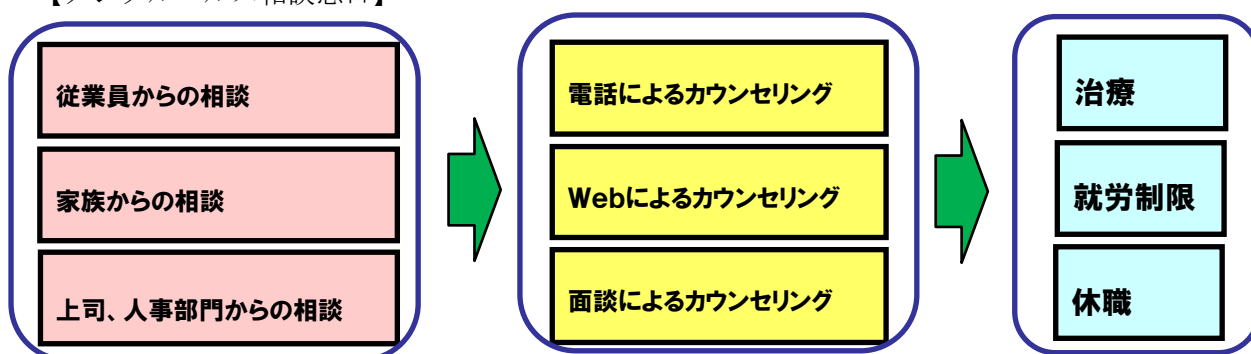 従業員からの相談
家族からの相談
上司、人事部門からの相談
電話によるカウンセリング
Webによるカウンセリング
面談によるカウンセリング
治療
就労制限
休職